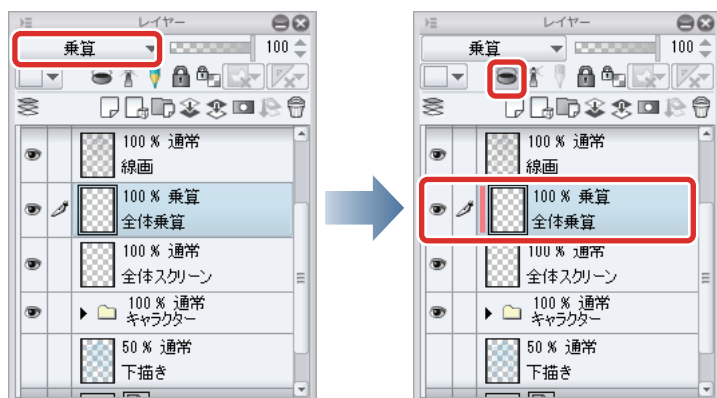 レイヤー
乗算
100
100 % 通常
線画
100 % 乗算
全体乗算
100 % 通常
全体スクリーン
100 % 通常
キャラクター
50 % 通常
下描き
レイヤー
乗算
100
100 % 通常
線画
100 % 乗算
全体乗算
100 % 通常
全体スクリーン
100 % 通常
キャラクター
50 % 通常
下描き